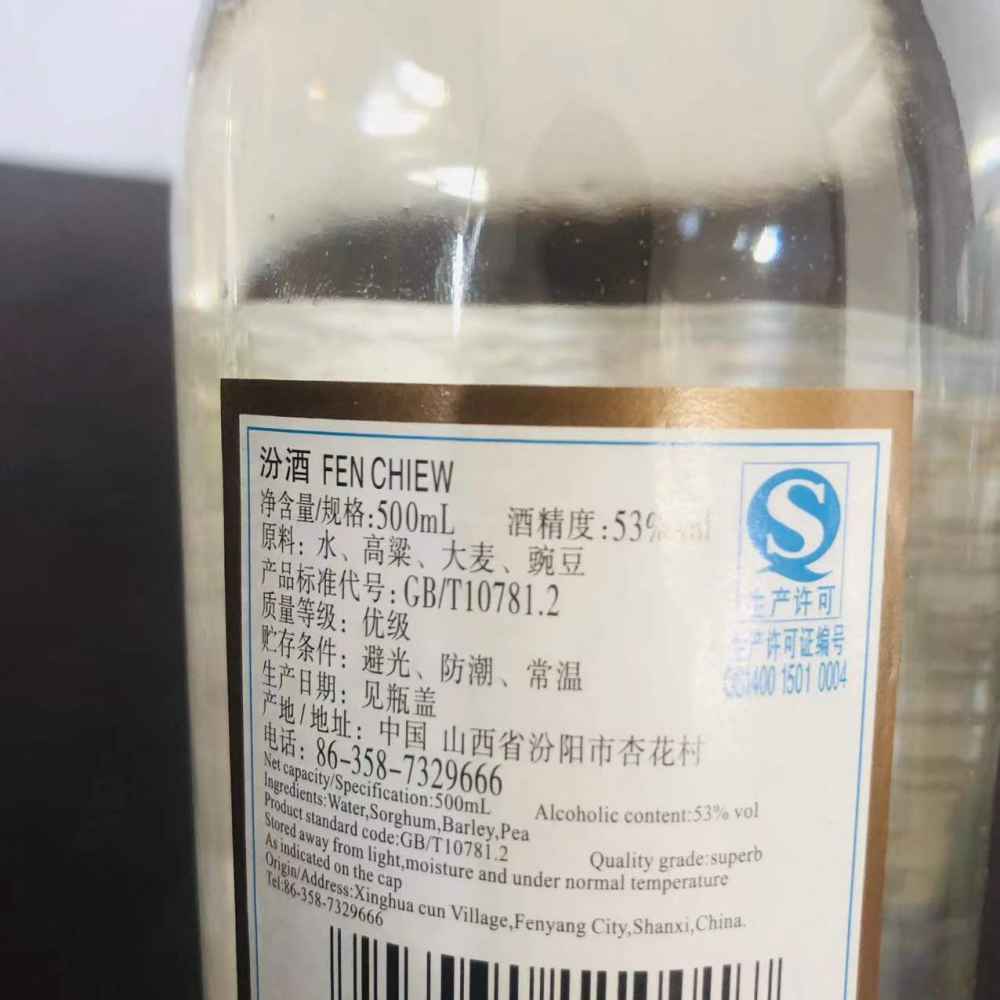 汾酒 FEN CHIEW
净含量/规格:500mL 酒精度:53%
原料: 水、高粱、大麦、豌豆
产品标准代号:GB/T10781.2
质量等级: 优级
贮存条件: 避光、防潮、常温
生产日期: 见瓶盖
产地/地址: 中国 山西省汾阳市杏花村
电话: 86-358-7329666
Net capacity/Specification:500mL Alcoholic content:53% vol
Ingredients:Water,Sorghum,Barley,Pea
Product standard code:GB/T10781.2 Quality grade:superb
Stored away from light,moisture and under normal temperature
As indicated on the cap
Origin/Address:Xinghua cun Village,Fenyang City,Shanxi,China.
Tel:86-358-7329666
S
生产许可
生产许可证编号
1501 0004